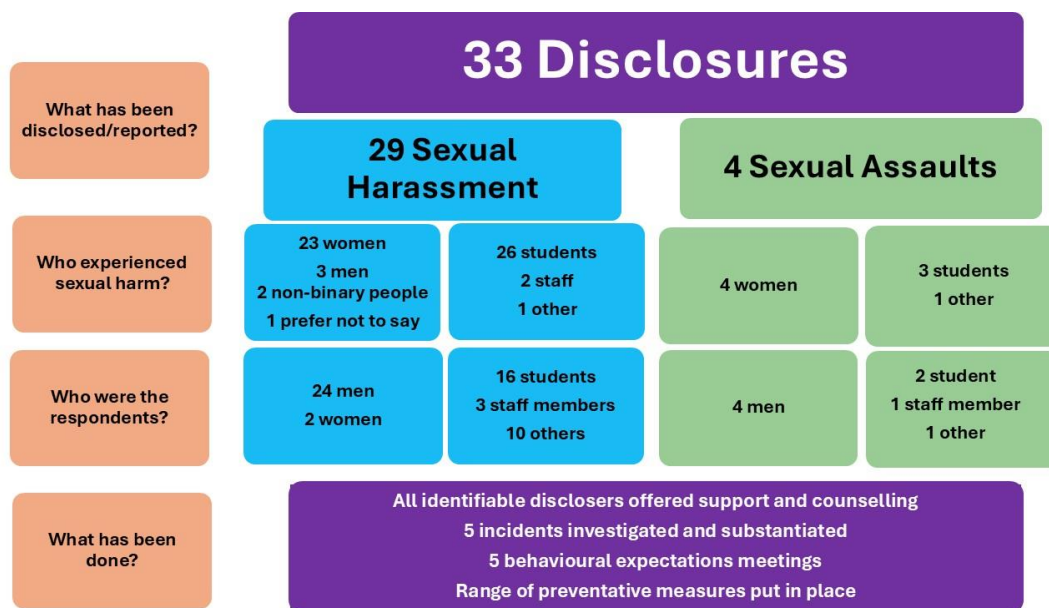 33 Disclosures
What has been
disclosed/reported?
29 Sexual
Harassment
4 Sexual Assaults
Who experienced
sexual harm?
23 women
3 men
2 non-binary people
1 prefer not to say
26 students
2 staff
1 other
4 women
3 students
1 other
Who were the
respondents?
24 men
2 women
16 students
3 staff members
10 others
4 men
2 student
1 staff member
1 other
What has been
done?
All identifiable disclosers offered support and counselling
5 incidents investigated and substantiated
5 behavioural expectations meetings
Range of preventative measures put in place